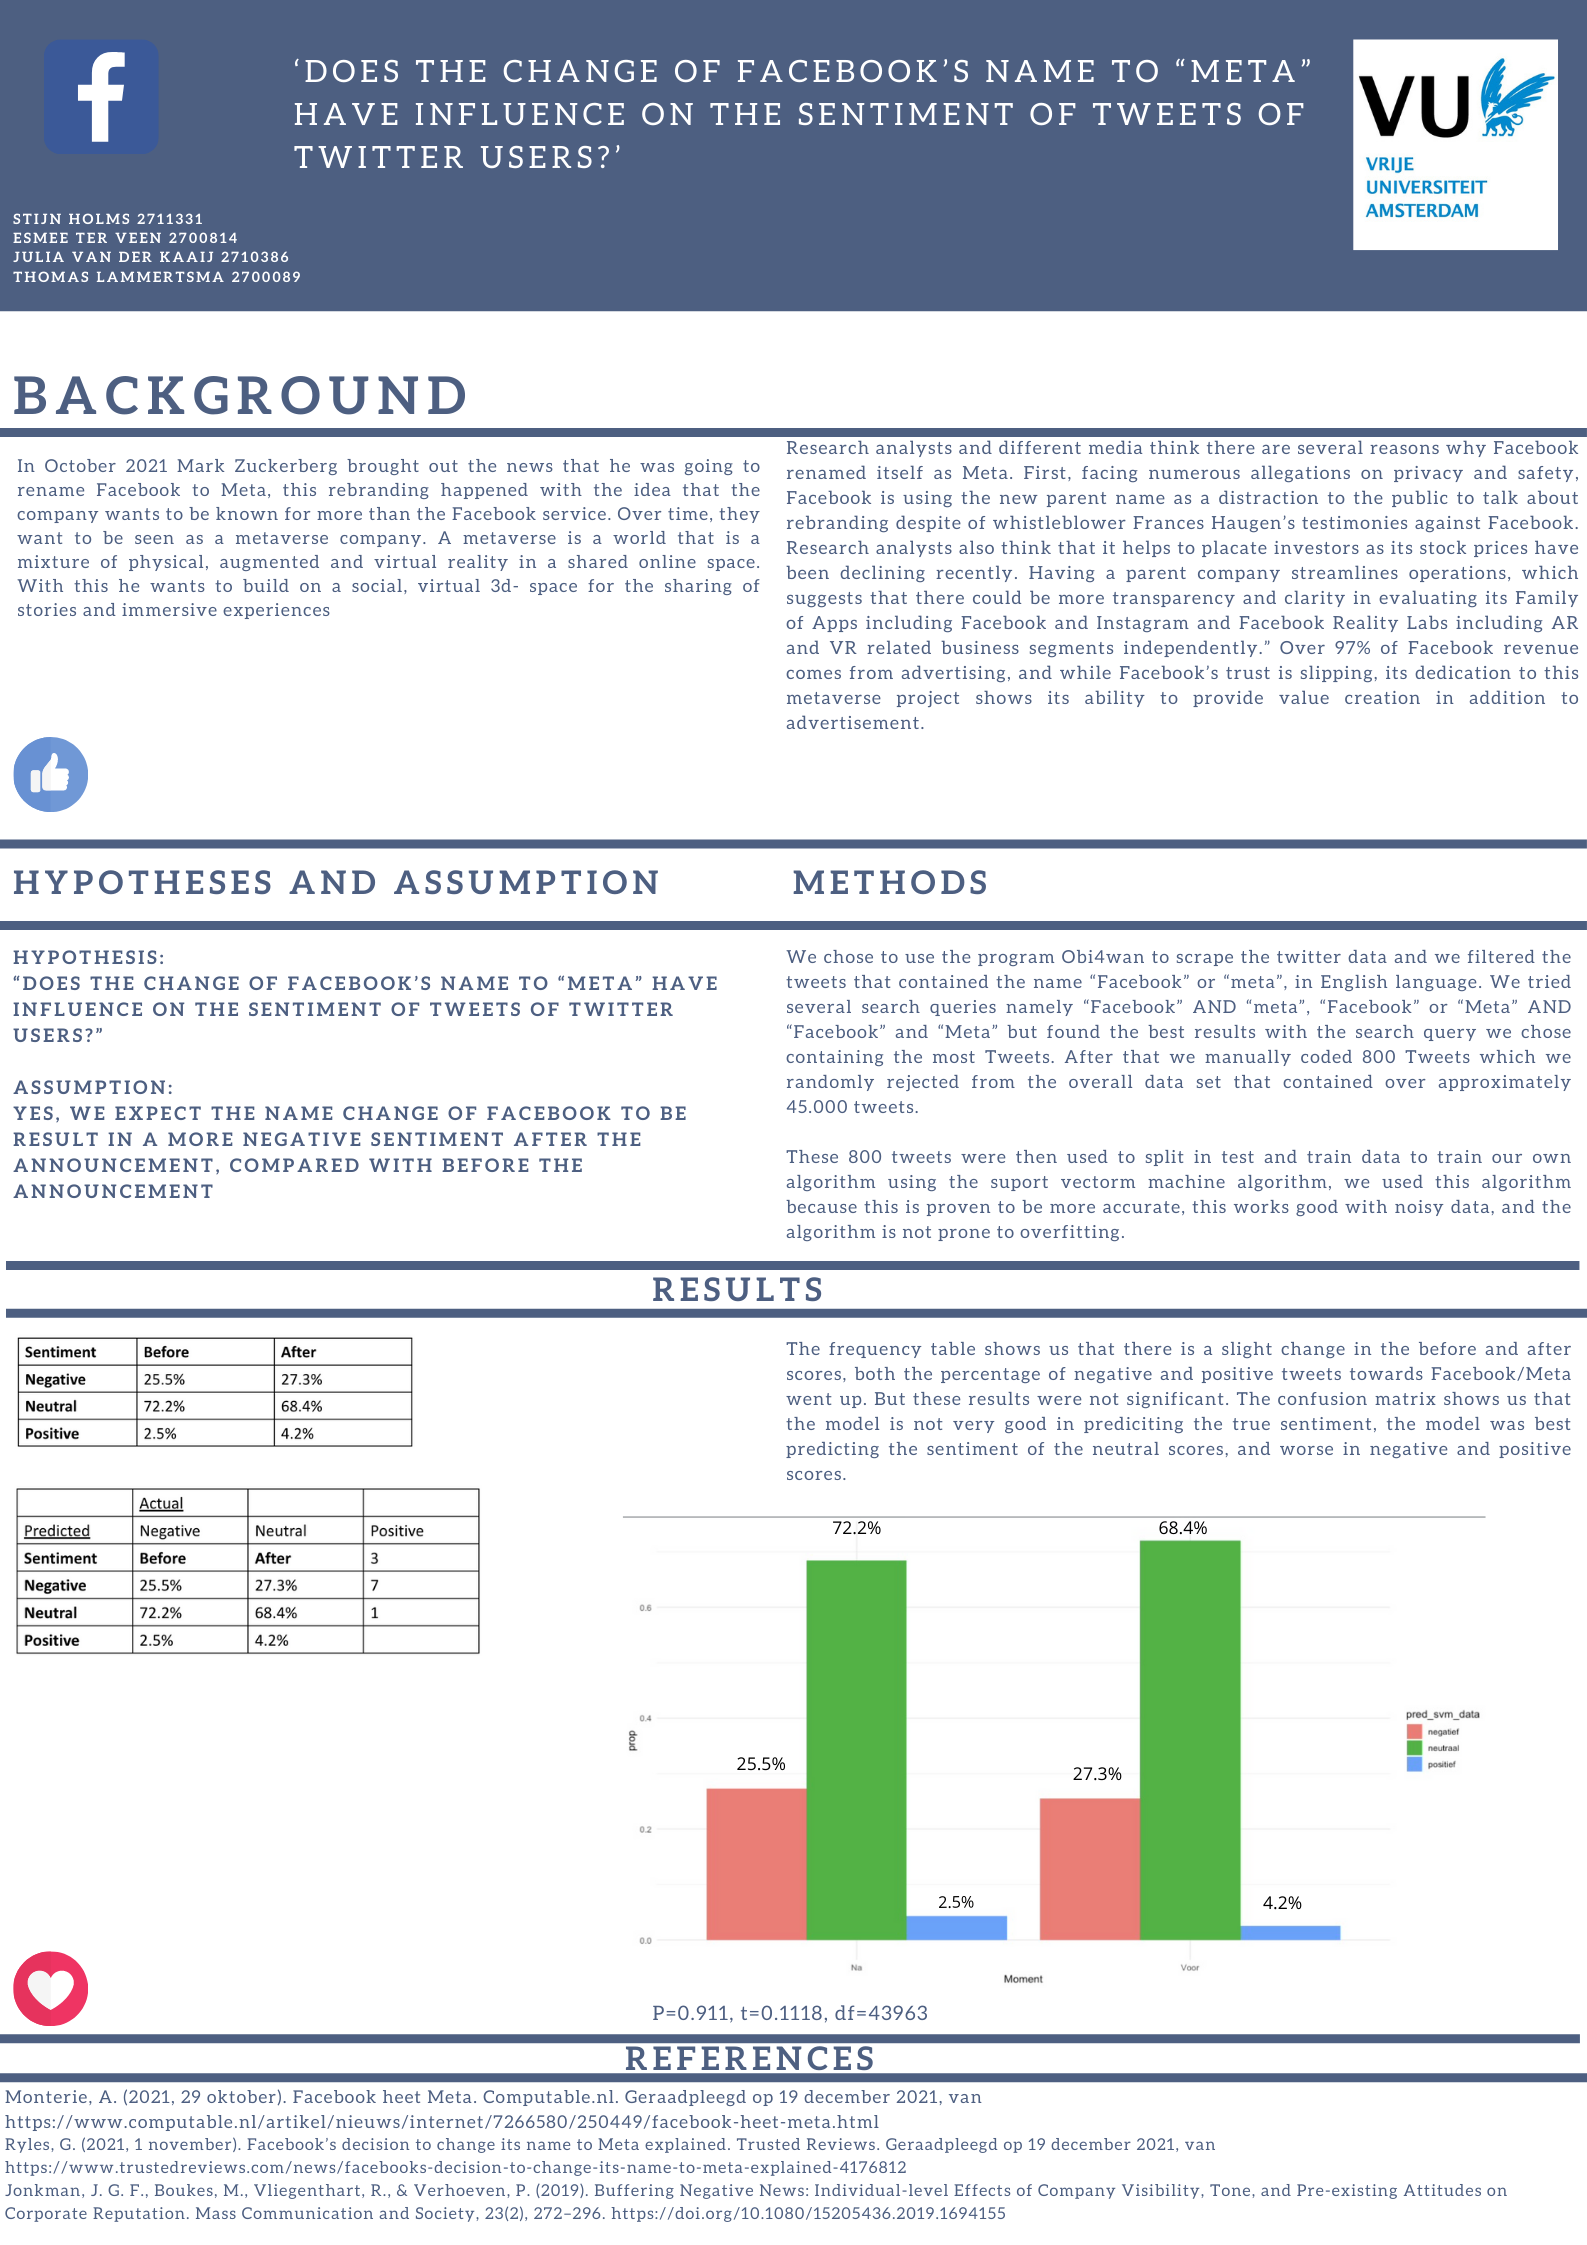 ‘DOES THE CHANGE OF FACEBOOK’S NAME TO “META”
HAVE INFLUENCE ON THE SENTIMENT OF TWEETS OF
TWITTER USERS?’
VU
VRIJE
UNIVERSITEIT
AMSTERDAM
STIJN HOLMS 2711331
ESMEE TER VEEN 2700814
JULIA VAN DER KAAIJ 2710386
THOMAS LAMMERTSMA 2700089
BACKGROUND
In October 2021 Mark Zuckerberg brought out the news that he was going to
rename Facebook to Meta, this rebranding happened with the idea that the
company wants to be known for more than the Facebook service. Over time, they
want to be seen as a metaverse company. A metaverse is a world that is a
mixture of physical, augmented and virtual reality in a shared online space.
With this he wants to build on a social, virtual 3d- space for the sharing of
stories and immersive experiences
Research analysts and different media think there are several reasons why Facebook
renamed itself as Meta. First, facing numerous allegations on privacy and safety,
Facebook is using the new parent name as a distraction to the public to talk about
rebranding despite of whistleblower Frances Haugen’s testimonies against Facebook.
Research analysts also think that it helps to placate investors as its stock prices have
been declining recently. Having a parent company streamlines operations, which
suggests that there could be more transparency and clarity in evaluating its Family
of Apps including Facebook and Instagram and Facebook Reality Labs including AR
and VR related business segments independently.” Over 97% of Facebook revenue
comes from advertising, and while Facebook’s trust is slipping, its dedication to this
metaverse project shows its ability to provide value creation in addition to
advertisement.
HYPOTHESES AND ASSUMPTION
HYPOTHESIS:
“DOES THE CHANGE OF FACEBOOK’S NAME TO “META” HAVE
INFLUENCE ON THE SENTIMENT OF TWEETS OF TWITTER
USERS?”
ASSUMPTION:
YES, WE EXPECT THE NAME CHANGE OF FACEBOOK TO BE
RESULT IN A MORE NEGATIVE SENTIMENT AFTER THE
ANNOUNCEMENT, COMPARED WITH BEFORE THE
ANNOUNCEMENT
METHODS
We chose to use the program Obi4wan to scrape the twitter data and we filtered the
tweets that contained the name “Facebook” or “meta”, in English language. We tried
several search queries namely “Facebook” AND “meta”, “Facebook” or “Meta” AND
“Facebook” and “Meta” but found the best results with the search query we chose
containing the most Tweets. After that we manually coded 800 Tweets which we
randomly rejected from the overall data set that contained over approximately
45.000 tweets.
These 800 tweets were then used to split in test and train data to train our own
algorithm using the suport vectorm machine algorithm, we used this algorithm
because this is proven to be more accurate, this works good with noisy data, and the
algorithm is not prone to overfitting.
RESULTS
Sentiment Before After
Negative 25.5% 27.3%
Neutral 72.2% 68.4%
Positive 2.5% 4.2%
Actual
Predicted Negative Neutral Positive
Sentiment Before After 3
Negative 25.5% 27.3% 7
Neutral 72.2% 68.4% 1
Positive 2.5% 4.2%
The frequency table shows us that there is a slight change in the before and after
scores, both the percentage of negative and positive tweets towards Facebook/Meta
went up. But these results were not significant. The confusion matrix shows us that
the model is not very good in prediciting the true sentiment, the model was best
predicting the sentiment of the neutral scores, and worse in negative and positive
scores.
72.2% 68.4%
0.6
0.4
prop
25.5% 27.3%
0.2
2.5% 4.2%
0.0
Na Voor
Moment
pred_svm_data
negatief
neutraal
positief
P=0.911, t=0.1118, df=43963
REFERENCES
Monterie, A. (2021, 29 oktober). Facebook heet Meta. Computable.nl. Geraadpleegd op 19 december 2021, van
https://www.computable.nl/artikel/nieuws/internet/7266580/250449/facebook-heet-meta.html
Ryles, G. (2021, 1 november). Facebook’s decision to change its name to Meta explained. Trusted Reviews. Geraadpleegd op 19 december 2021, van
https://www.trustedreviews.com/news/facebooks-decision-to-change-its-name-to-meta-explained-4176812
Jonkman, J. G. F., Boukes, M., Vliegenthart, R., & Verhoeven, P. (2019). Buffering Negative News: Individual-level Effects of Company Visibility, Tone, and Pre-existing Attitudes on
Corporate Reputation. Mass Communication and Society, 23(2), 272–296. https://doi.org/10.1080/15205436.2019.1694155